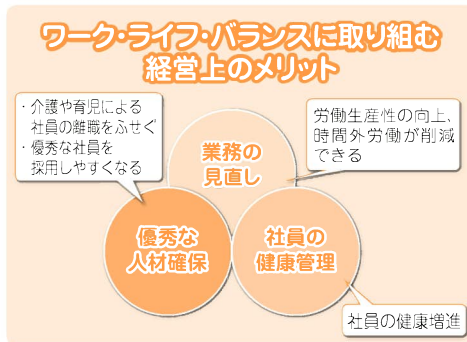 ワーク・ライフ・バランスに取り組む
経営上のメリット
・介護や育児による
社員の離職をふせぐ
・優秀な社員を
採用しやすくなる
労働生産性の向上、
時間外労働が削減
できる
業務の
見直し
優秀な
人材確保
社員の
健康管理
社員の健康増進